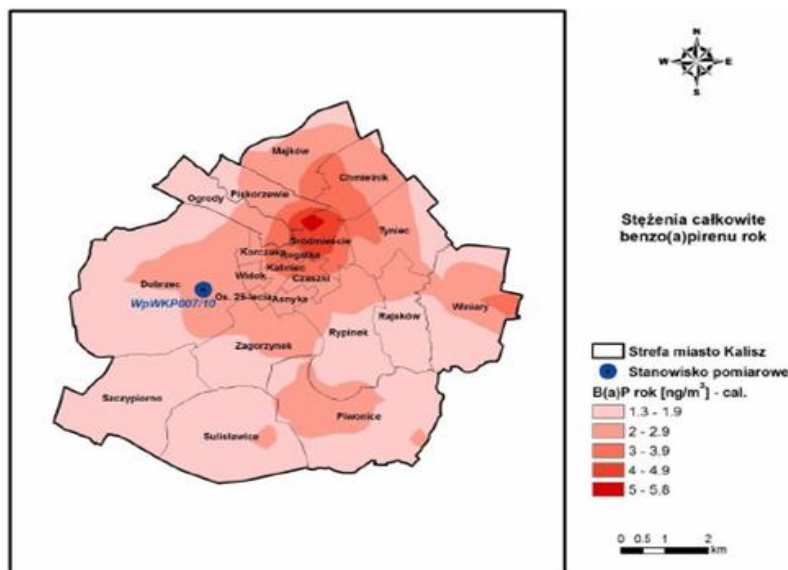 N
W E
S
Majków
Chmielnik
Piskorzewie
Ogrody
Śródmieście
Tyniec
Rogatka
Korczak
Kaliniec
Widok
Czaszki
Dobrzec
WpWKP007/10
Os. 25-lecia
Asnyka
Winiary
Rajsków
Rypinek
Zagorzynek
Szczypiorno
Piwonice
Sulisławice
Stężenia całkowite
benzo(a)pirenu rok
Strefa miasto Kalisz
Stanowisko pomiarowe
B(a)P rok [ng/m³] - cal.
1.3 - 1.9
2 - 2.9
3 - 3.9
4 - 4.9
5 - 5.8
0 0.5 1 2
km